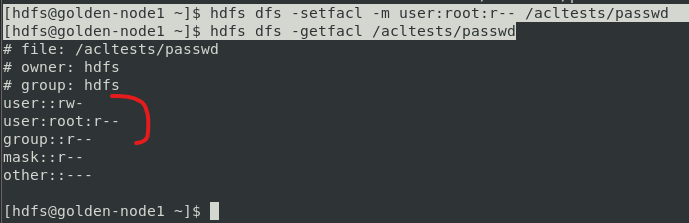 [hdfs@golden-node1 ~]$ hdfs dfs -setfacl -m user:root:r-- /acltests/passwd
[hdfs@golden-node1 ~]$ hdfs dfs -getfacl /acltests/passwd
# file: /acltests/passwd
# owner: hdfs
# group: hdfs
user::rw-
user:root:r--
group::r--
mask::r--
other::---
[hdfs@golden-node1 ~]$